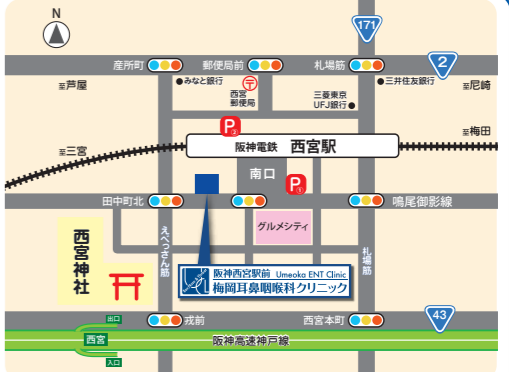 N
171
産所町
郵便局前
札場筋
2
至芦屋
●みなと銀行
〒
西宮
郵便局
三菱東京
UFJ銀行●
●三井住友銀行
至尼崎
P②
至三宮
阪神電鉄 西宮駅
至梅田
南口
P①
田中町北
鳴尾御影線
西宮神社
えべっさん筋
グルメシティ
札場筋
阪神西宮駅前 Umeoka ENT Clinic
梅岡耳鼻咽喉科クリニック
出口
戎前
西宮本町
43
西宮
阪神高速神戸線
入口